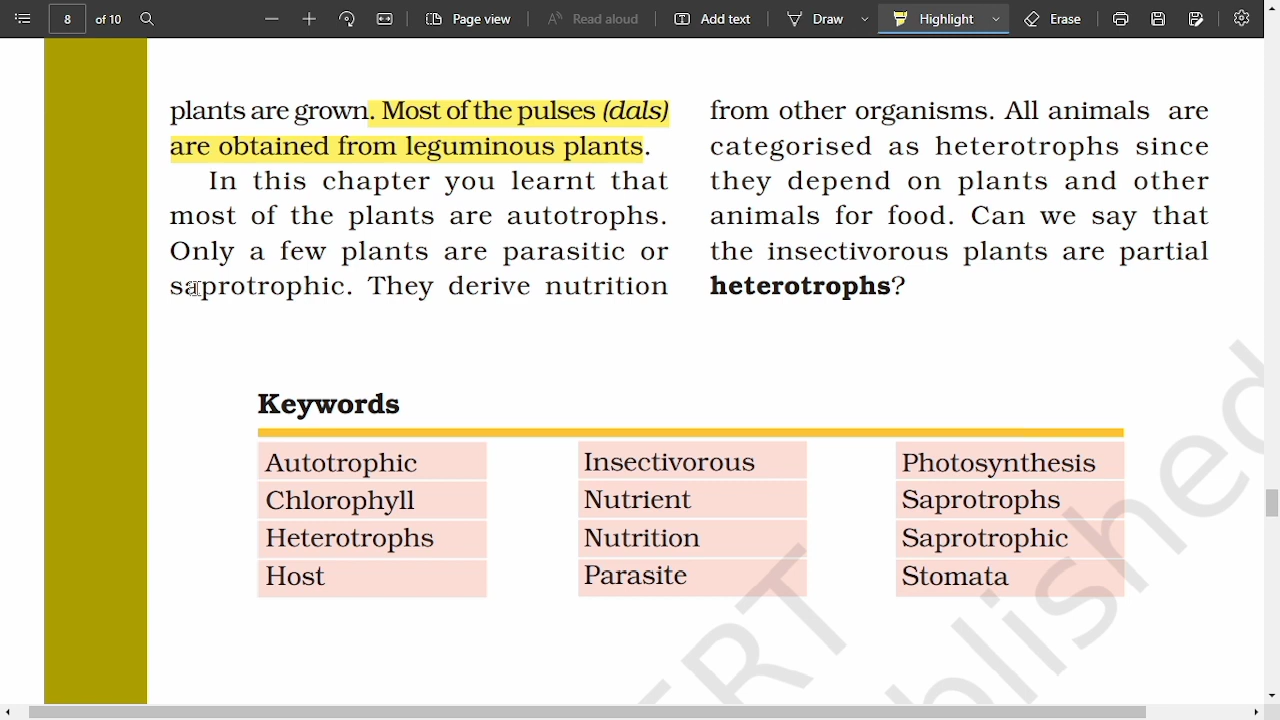 8 of 10 Page view Read aloud Add text Draw Highlight Erase
plants are grown. Most of the pulses (dals)
are obtained from leguminous plants.
In this chapter you learnt that
most of the plants are autotrophs.
Only a few plants are parasitic or
saprotrophic. They derive nutrition
from other organisms. All animals are
categorised as heterotrophs since
they depend on plants and other
animals for food. Can we say that
the insectivorous plants are partial
heterotrophs?
Keywords
Autotrophic
Chlorophyll
Heterotrophs
Host
Insectivorous
Nutrient
Nutrition
Parasite
Photosynthesis
Saprotrophs
Saprotrophic
Stomata